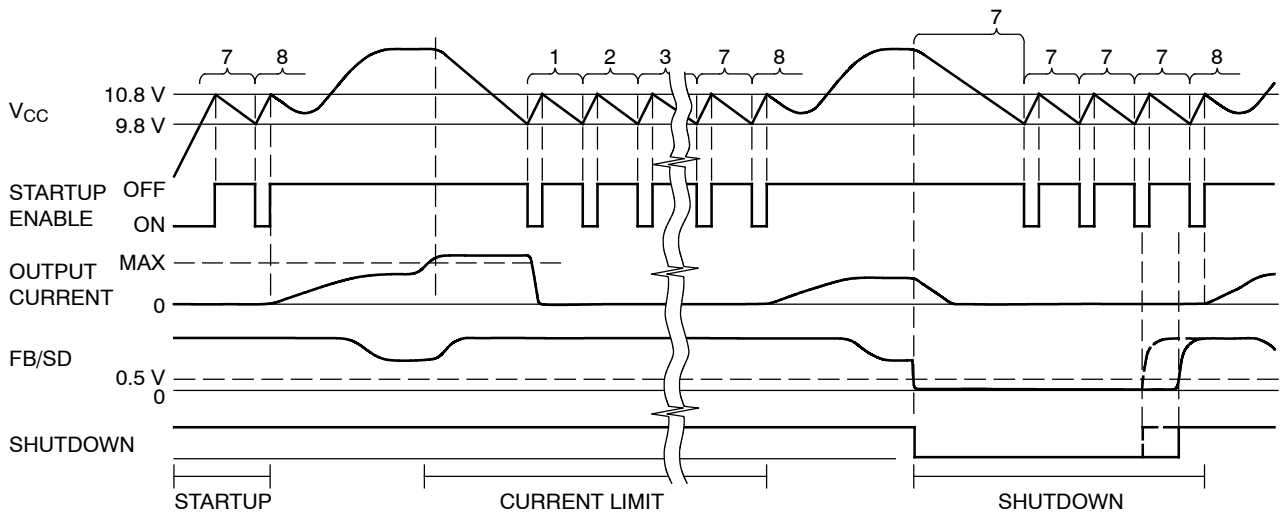 7
7 8 1 2 3 7 8 7 7 7 8
10.8 V
VCC
9.8 V
STARTUP ENABLE
OFF
ON
OUTPUT CURRENT
MAX
0
FB/SD
0.5 V
0
SHUTDOWN
STARTUP CURRENT LIMIT SHUTDOWN